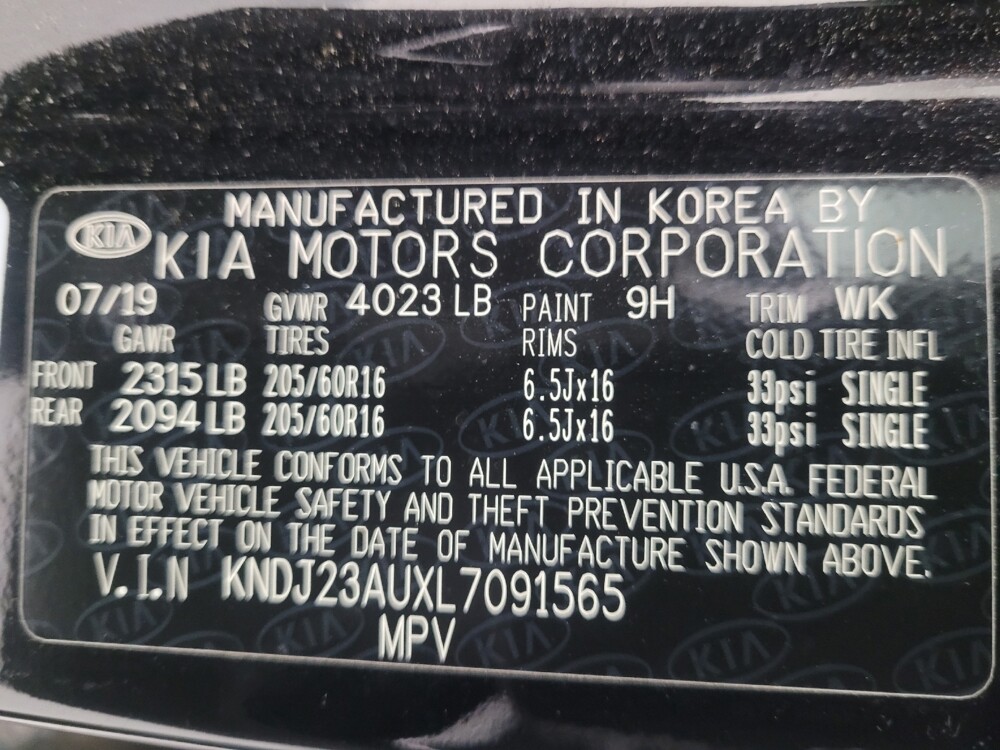 MANUFACTURED IN KOREA BY
KIA KIA MOTORS CORPORATION
07/19 GVWR 4023 LB PAINT 9H TRIM WK
GAWR TIRES RIMS COLD TIRE INFL
FRONT 2315 LB 205/60R16 6.5Jx16 33psi SINGLE
REAR 2094 LB 205/60R16 6.5Jx16 33psi SINGLE
THIS VEHICLE CONFORMS TO ALL APPLICABLE U.S.A. FEDERAL
MOTOR VEHICLE SAFETY AND THEFT PREVENTION STANDARDS
IN EFFECT ON THE DATE OF MANUFACTURE SHOWN ABOVE.
V.I.N KNDJ23AUXL7091565
MPV